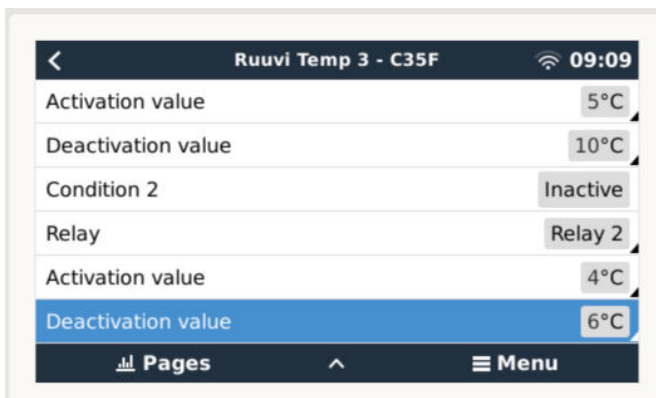 Ruuvi Temp 3 - C35F 09:09
Activation value 5°C
Deactivation value 10°C
Condition 2 Inactive
Relay Relay 2
Activation value 4°C
Deactivation value 6°C
Pages Menu